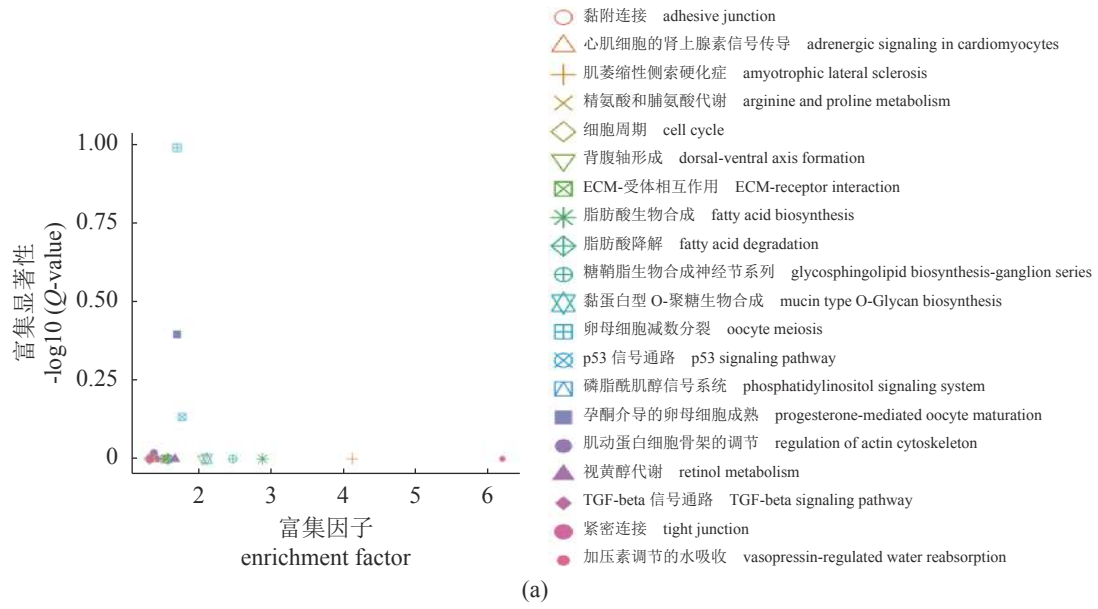 1.00
0.75
0.50
0.25
0
富集显著性
-log10 (Q-value)
2 3 4 5 6
富集因子
enrichment factor
黏附连接 adhesive junction
心肌细胞的肾上腺素信号传导 adrenergic signaling in cardiomyocytes
肌萎缩性侧索硬化症 amyotrophic lateral sclerosis
精氨酸和脯氨酸代谢 arginine and proline metabolism
细胞周期 cell cycle
背腹轴形成 dorsal-ventral axis formation
ECM-受体相互作用 ECM-receptor interaction
脂肪酸生物合成 fatty acid biosynthesis
脂肪酸降解 fatty acid degradation
糖鞘脂生物合成神经节系列 glycosphingolipid biosynthesis-ganglion series
黏蛋白型 O-聚糖生物合成 mucin type O-Glycan biosynthesis
卵母细胞减数分裂 oocyte meiosis
p53 信号通路 p53 signaling pathway
磷脂酰肌醇信号系统 phosphatidylinositol signaling system
孕酮介导的卵母细胞成熟 progesterone-mediated oocyte maturation
肌动蛋白细胞骨架的调节 regulation of actin cytoskeleton
视黄醇代谢 retinol metabolism
TGF-beta 信号通路 TGF-beta signaling pathway
紧密连接 tight junction
加压素调节的水吸收 vasopressin-regulated water reabsorption
(a)